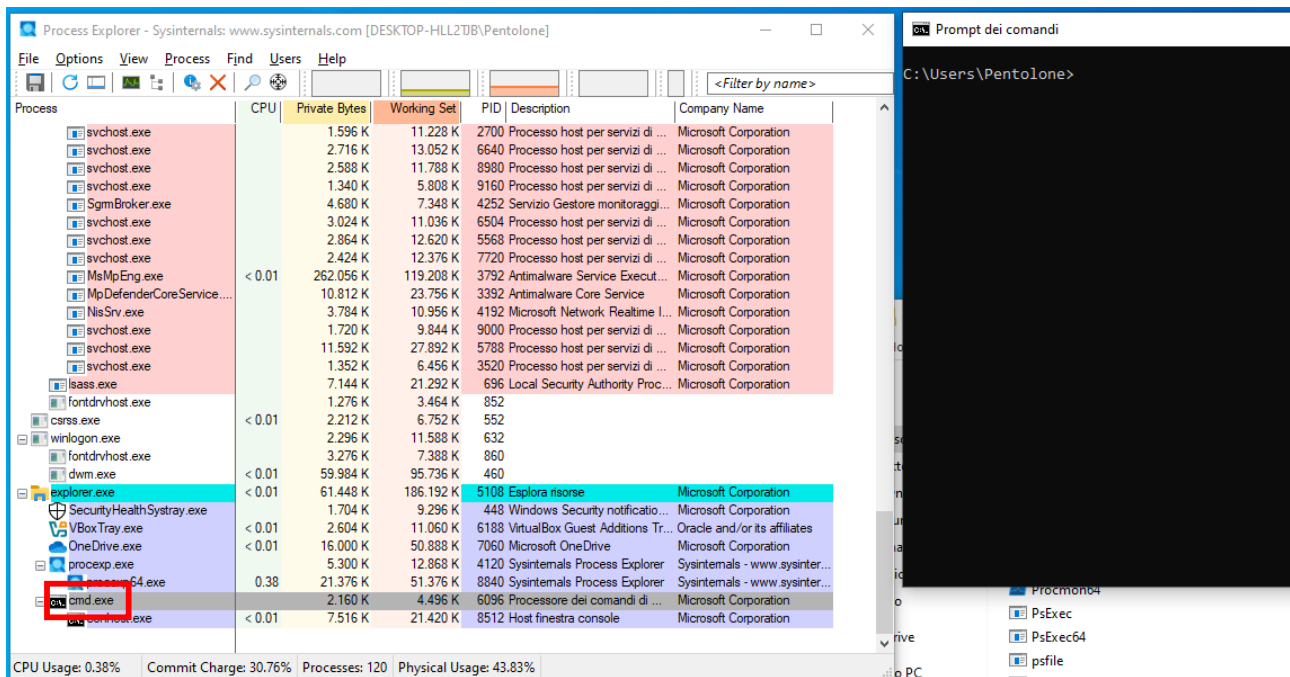 Process Explorer - Sysinternals: www.sysinternals.com [DESKTOP-HLL2TJB\Pentolone]
File Options View Process Find Users Help
<Filter by name>
Process CPU Private Bytes Working Set PID Description Company Name
svchost.exe 1.596 K 11.228 K 2700 Processo host per servizi di ... Microsoft Corporation
svchost.exe 2.716 K 13.052 K 6640 Processo host per servizi di ... Microsoft Corporation
svchost.exe 2.588 K 11.788 K 8980 Processo host per servizi di ... Microsoft Corporation
svchost.exe 1.340 K 5.808 K 9160 Processo host per servizi di ... Microsoft Corporation
SgrmBroker.exe 4.680 K 7.348 K 4252 Servizio Gestore monitoraggi... Microsoft Corporation
svchost.exe 3.024 K 11.036 K 6504 Processo host per servizi di ... Microsoft Corporation
svchost.exe 2.864 K 12.620 K 5568 Processo host per servizi di ... Microsoft Corporation
svchost.exe 2.424 K 12.376 K 7720 Processo host per servizi di ... Microsoft Corporation
MsMpEng.exe < 0.01 262.056 K 119.208 K 3792 Antimalware Service Execut... Microsoft Corporation
MpDefenderCoreService.... 10.812 K 23.756 K 3392 Antimalware Core Service Microsoft Corporation
NisSrv.exe 3.784 K 10.956 K 4192 Microsoft Network Realtime I... Microsoft Corporation
svchost.exe 1.720 K 9.844 K 9000 Processo host per servizi di ... Microsoft Corporation
svchost.exe 11.592 K 27.892 K 5788 Processo host per servizi di ... Microsoft Corporation
svchost.exe 1.352 K 6.456 K 3520 Processo host per servizi di ... Microsoft Corporation
lsass.exe 7.144 K 21.292 K 696 Local Security Authority Proc... Microsoft Corporation
fontdrvhost.exe 1.276 K 3.464 K 852
csrss.exe < 0.01 2.212 K 6.752 K 552
winlogon.exe 2.296 K 11.588 K 632
fontdrvhost.exe 3.276 K 7.388 K 860
dwm.exe < 0.01 59.984 K 95.736 K 460
explorer.exe < 0.01 61.448 K 186.192 K 5108 Esplora risorse Microsoft Corporation
SecurityHealthSystray.exe 1.704 K 9.296 K 448 Windows Security notificatio... Microsoft Corporation
VBoxTray.exe < 0.01 2.604 K 11.060 K 6188 VirtualBox Guest Additions Tr... Oracle and/or its affiliates
OneDrive.exe < 0.01 16.000 K 50.888 K 7060 Microsoft OneDrive Microsoft Corporation
procexp.exe 5.300 K 12.868 K 4120 Sysinternals Process Explorer Sysinternals - www.sysinter...
procexp64.exe 0.38 21.376 K 51.376 K 8840 Sysinternals Process Explorer Sysinternals - www.sysinter...
cmd.exe 2.160 K 4.496 K 6096 Processore dei comandi di ... Microsoft Corporation
conhost.exe < 0.01 7.516 K 21.420 K 8512 Host finestra console Microsoft Corporation
CPU Usage: 0.38% Commit Charge: 30.76% Processes: 120 Physical Usage: 43.83%
Prompt dei comandi
C:\Users\Pentolone>
Procmon64
PsExec
PsExec64
psfile
rive
o PC